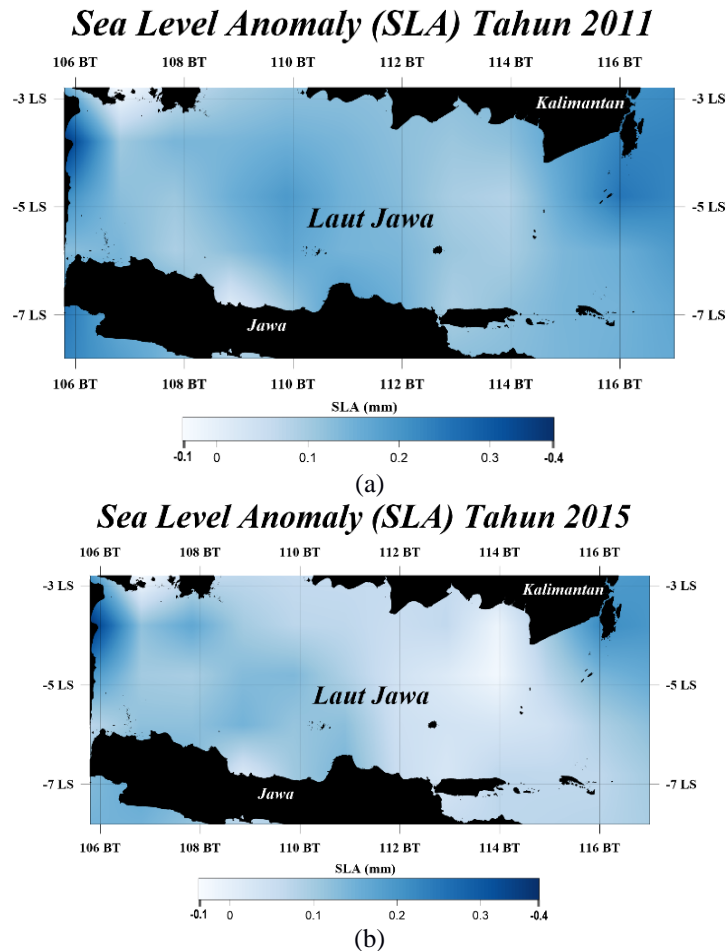 Sea Level Anomaly (SLA) Tahun 2011
106 BT 108 BT 110 BT 112 BT 114 BT 116 BT
-3 LS Kalimantan -3 LS
-5 LS Laut Jawa -5 LS
-7 LS Jawa -7 LS
106 BT 108 BT 110 BT 112 BT 114 BT 116 BT
SLA (mm)
-0.1 0 0.1 0.2 0.3 -0.4
(a)
Sea Level Anomaly (SLA) Tahun 2015
106 BT 108 BT 110 BT 112 BT 114 BT 116 BT
-3 LS Kalimantan -3 LS
-5 LS Laut Jawa -5 LS
-7 LS Jawa -7 LS
106 BT 108 BT 110 BT 112 BT 114 BT 116 BT
SLA (mm)
-0.1 0 0.1 0.2 0.3 -0.4
(b)